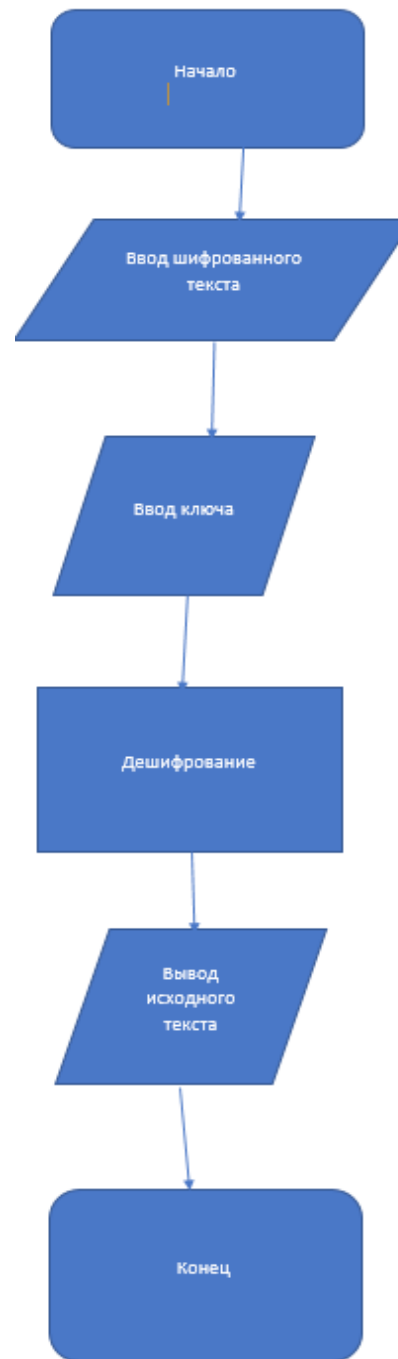 Начало
Ввод шифрованного
текста
Ввод ключа
Дешифрование
Вывод
исходного
текста
Конец